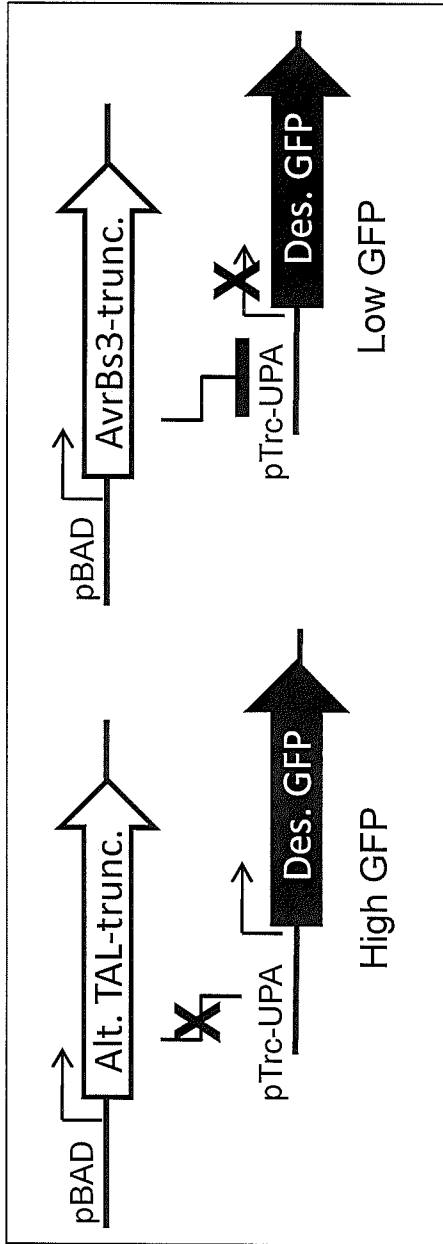 pBAD
Alt. TAL-trunc.
pTrc-UPA
Des. GFP
High GFP
pBAD
AvrBs3-trunc.
pTrc-UPA
Des. GFP
Low GFP